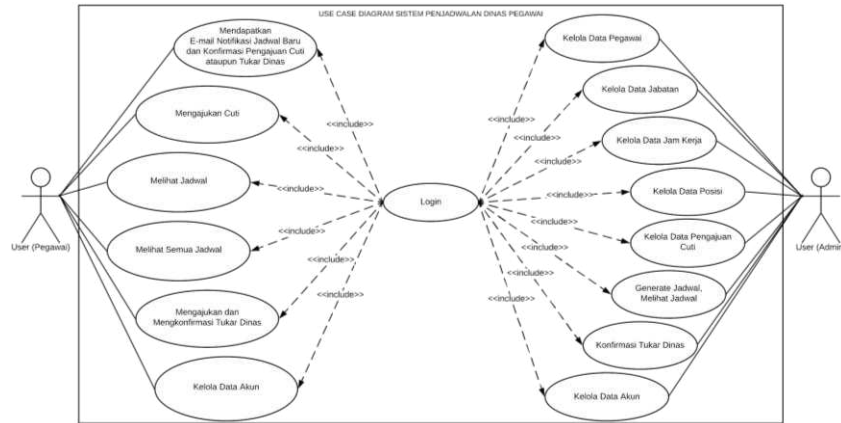 USE CASE DIAGRAM SISTEM PENJADWALAN DINAS PEGAWAI
Mendapatkan
E-mail Notifikasi Jadwal Baru
dan Konfirmasi Pengajuan Cuti
ataupun Tukar Dinas
Kelola Data Pegawai
Kelola Data Jabatan
Mengajukan Cuti
<<include>>
<<include>>
Kelola Data Jam Kerja
<<include>>
<<include>>
<<include>>
Melihat Jadwal
<<include>>
<<include>>
Kelola Data Posisi
Login
User (Pegawai)
Melihat Semua Jadwal
<<include>>
<<include>>
Kelola Data Pengajuan
Cuti
User (Admin
<<include>>
<<include>>
Generate Jadwal,
Melihat Jadwal
<<include>>
<<include>>
<<include>>
Mengajukan dan
Mengkonfirmasi Tukar Dinas
Konfirmasi Tukar Dinas
Kelola Data Akun
Kelola Data Akun